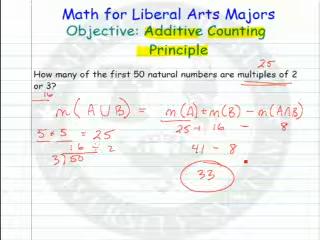 Math for Liberal Arts Majors
Objective: Additive Counting
Principle
25
How many of the first 50 natural numbers are multiples of 2
or 3?
16
n(A∪B) = n(A)+n(B) - n(A∩B)
25+ 16 - 8
5 * 5 = 25
16 ÷ 2
3)50
41 - 8
33